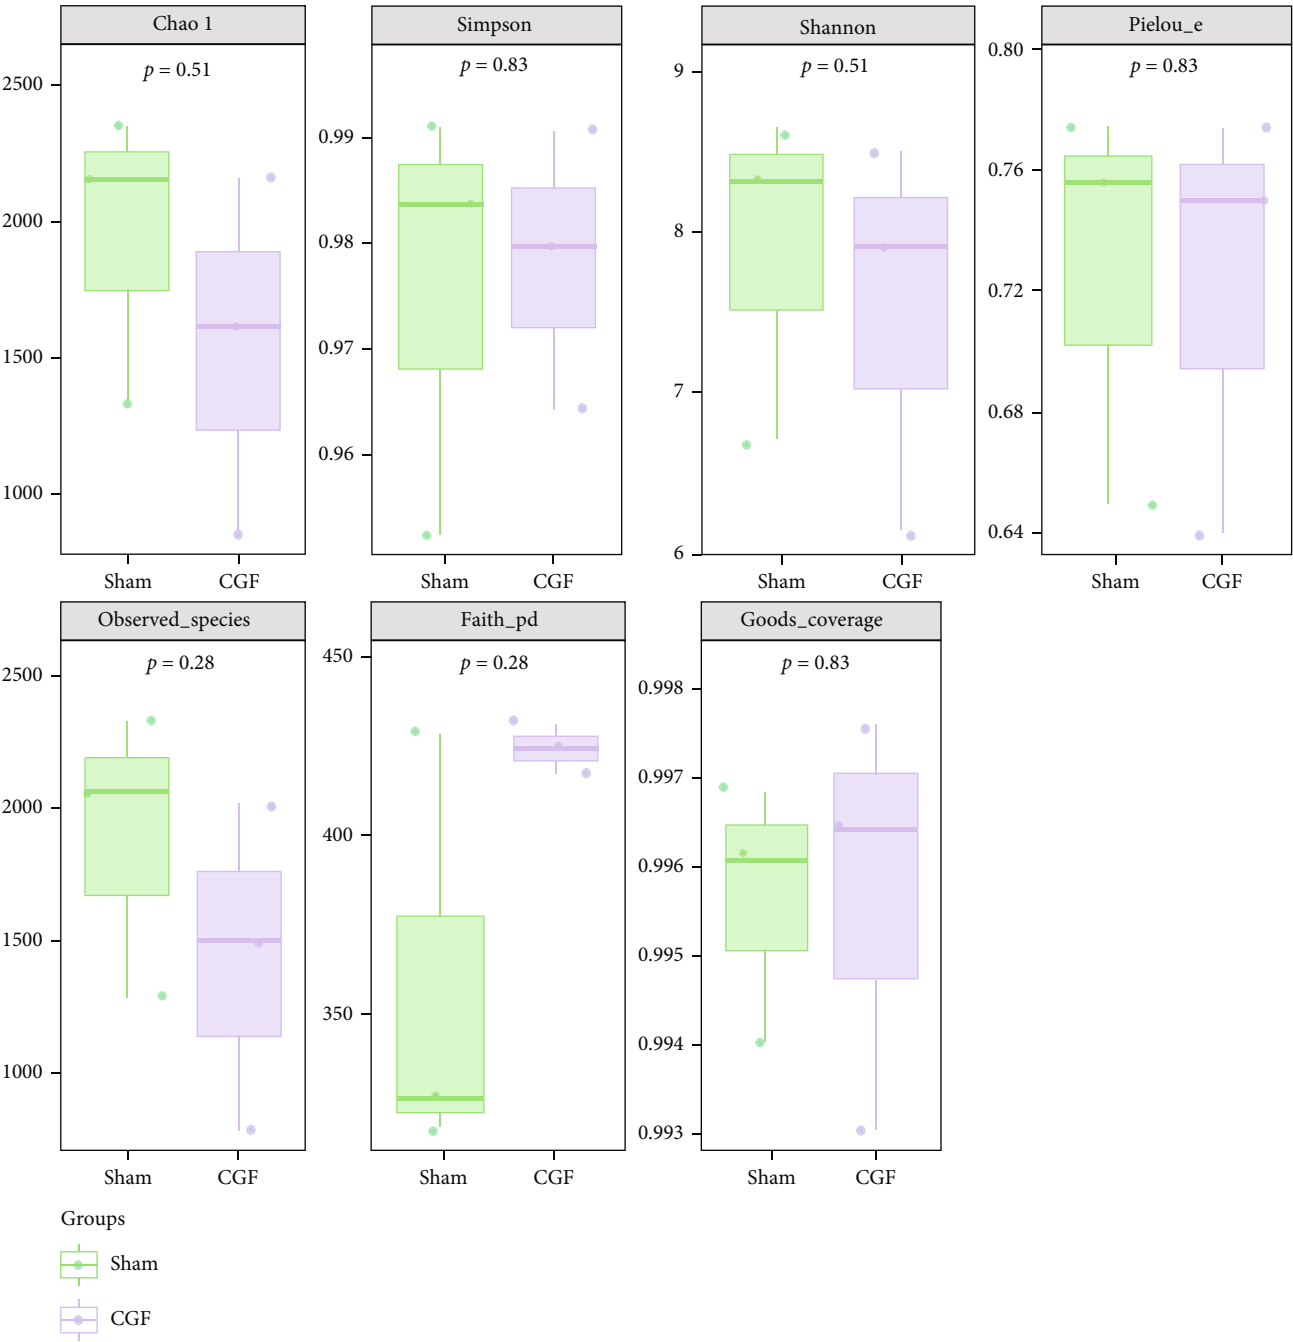 Chao 1
p = 0.51
2500
2000
1500
1000
Sham CGF
Simpson
p = 0.83
0.99
0.98
0.97
0.96
Sham CGF
Shannon
p = 0.51
9
8
7
6
Sham CGF
Pielou_e
p = 0.83
0.80
0.76
0.72
0.68
0.64
Sham CGF
Observed_species
p = 0.28
2500
2000
1500
1000
Sham CGF
Faith_pd
p = 0.28
450
400
350
Sham CGF
Goods_coverage
p = 0.83
0.998
0.997
0.996
0.995
0.994
0.993
Sham CGF
Groups
Sham
CGF